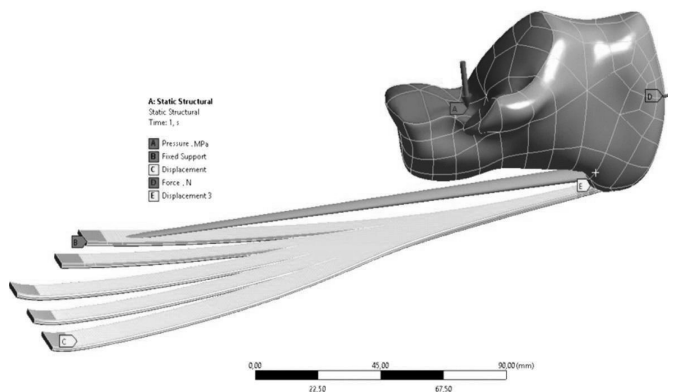 A: Static Structural
Static Structural
Time: 1, s
A Pressure , MPa
B Fixed Support
C Displacement
D Force , N
E Displacement 3
A
D
E
B
C
0,00 45,00 90,00 (mm)
22,50 67,50